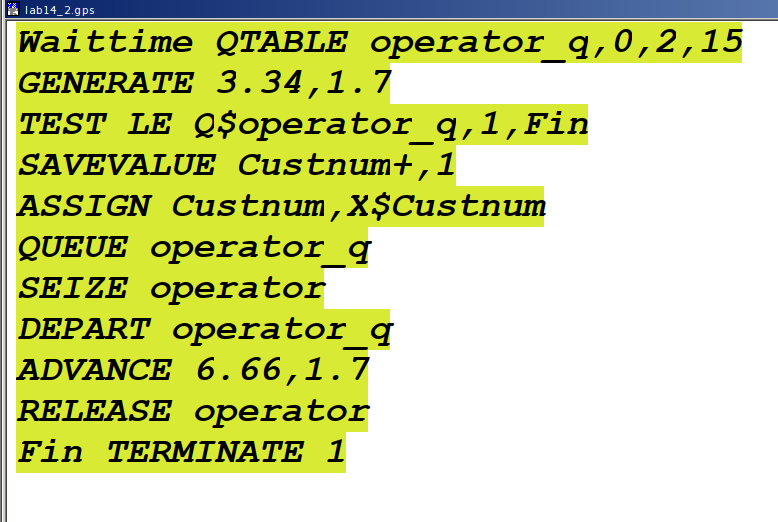 lab14_2.gps
Waittime QTABLE operator_q,0,2,15
GENERATE 3.34,1.7
TEST LE Q$operator_q,1,Fin
SAVEVALUE Custnum+,1
ASSIGN Custnum,X$Custnum
QUEUE operator_q
SEIZE operator
DEPART operator_q
ADVANCE 6.66,1.7
RELEASE operator
Fin TERMINATE 1